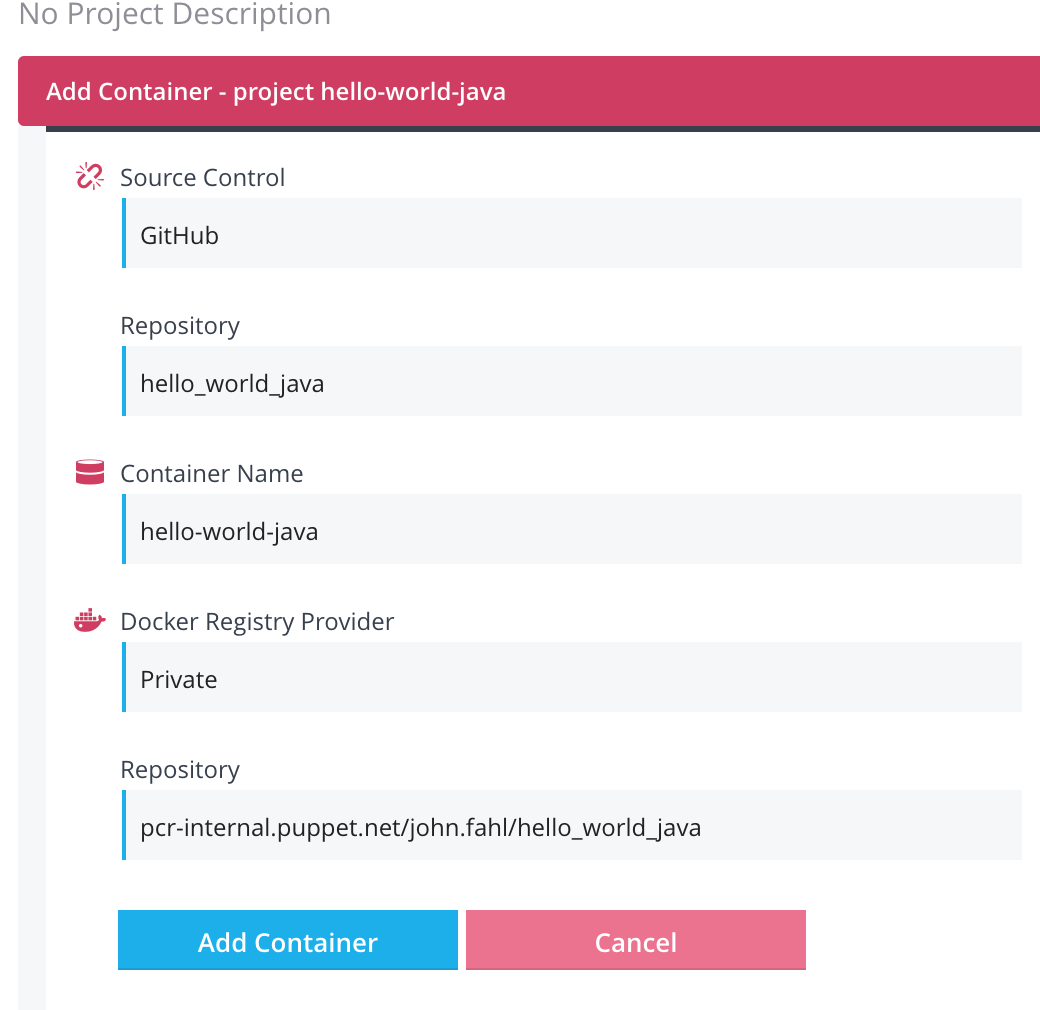 No Project Description
Add Container - project hello-world-java
Source Control
GitHub
Repository
hello_world_java
Container Name
hello-world-java
Docker Registry Provider
Private
Repository
pcr-internal.puppet.net/john.fahl/hello_world_java
Add Container
Cancel